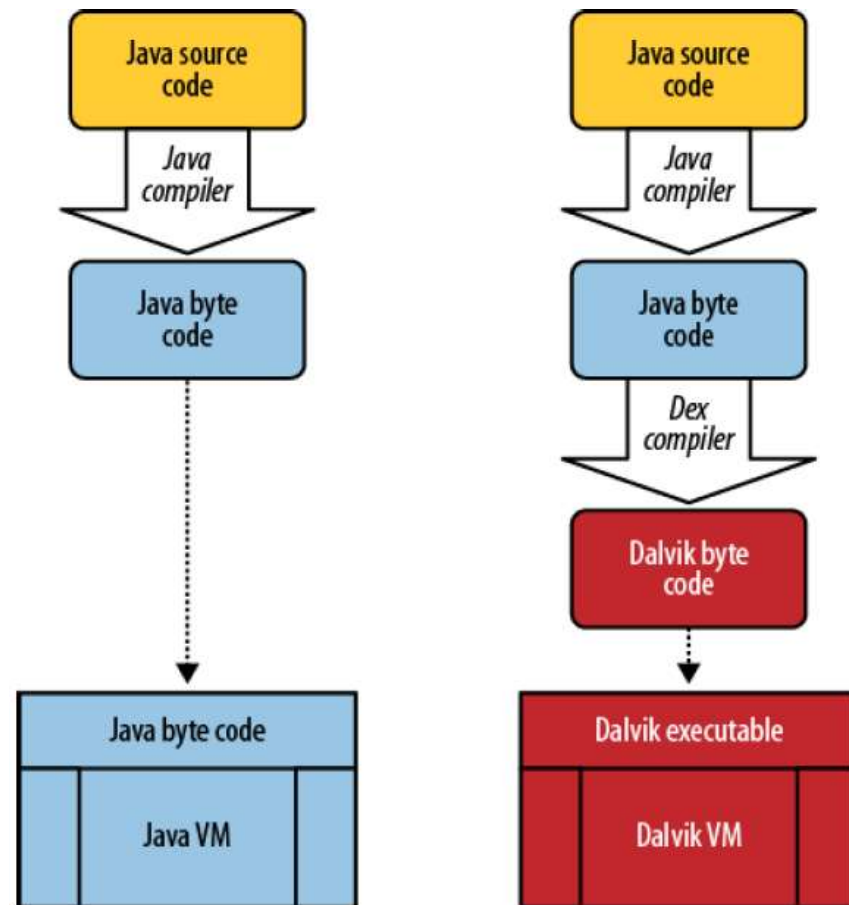 Java source
code
Java
compiler
Java byte
code
Java byte code
Java VM
Java source
code
Java
compiler
Java byte
code
Dex
compiler
Dalvik byte
code
Dalvik executable
Dalvik VM